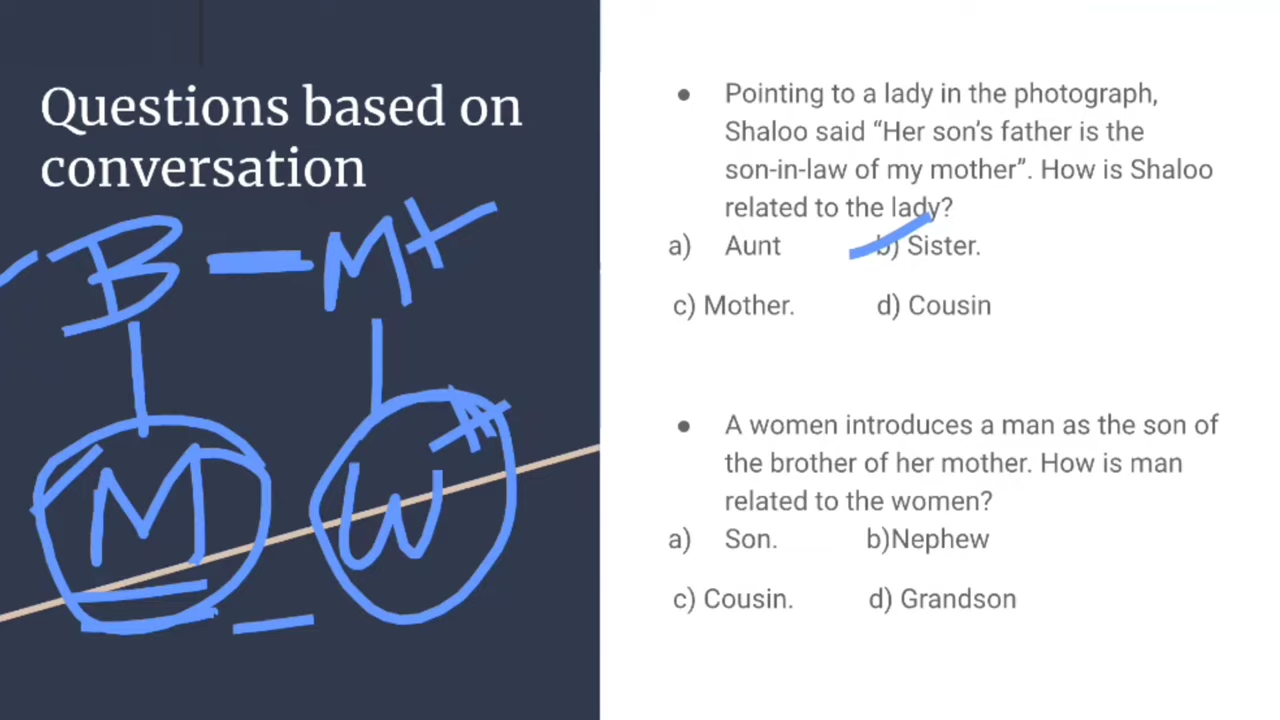 Questions based on
conversation
B — M+
M W
● Pointing to a lady in the photograph,
Shaloo said “Her son’s father is the
son-in-law of my mother”. How is Shaloo
related to the lady?
a) Aunt b) Sister.
c) Mother. d) Cousin
● A women introduces a man as the son of
the brother of her mother. How is man
related to the women?
a) Son. b)Nephew
c) Cousin. d) Grandson